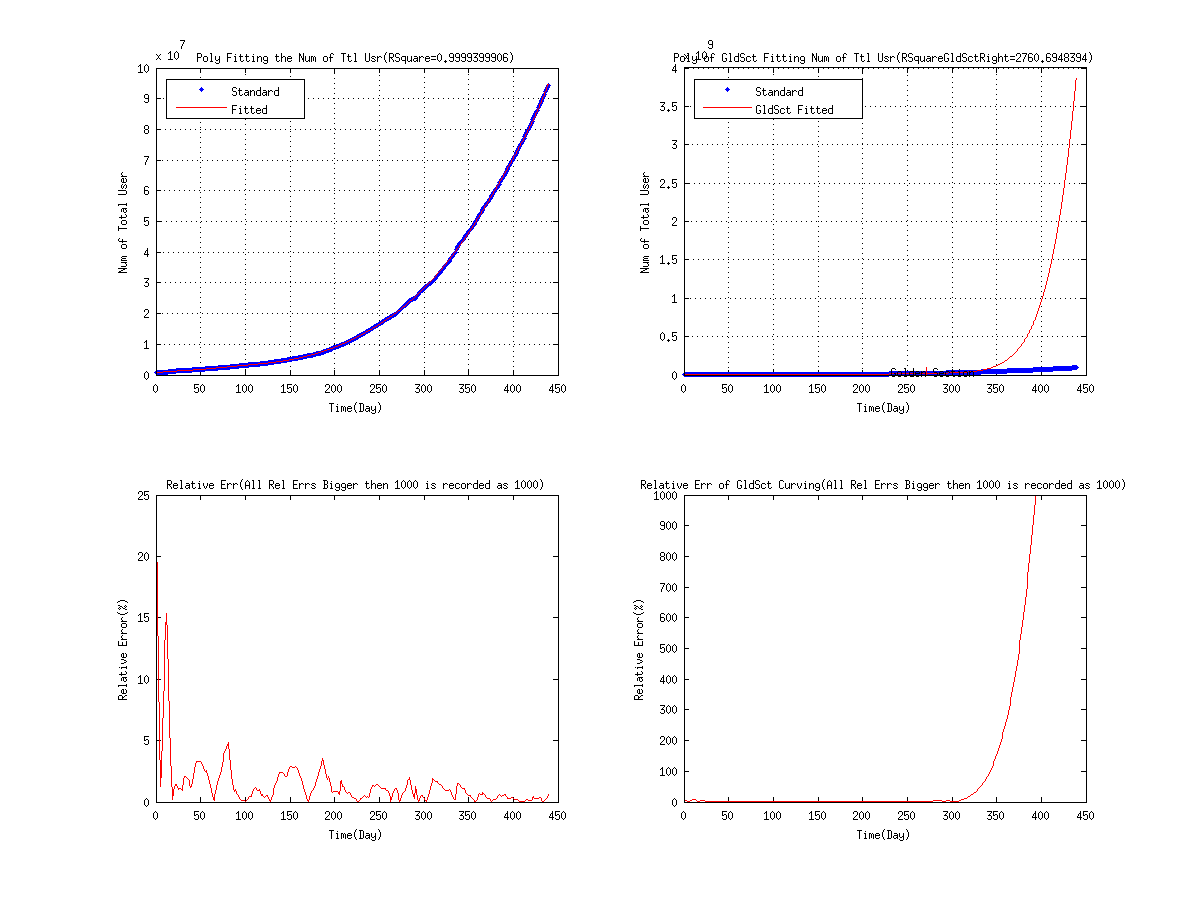 Poly Fitting the Num of Ttl Usr(RSquare=0.9999399906)
x 10 7
10
9
8
7
6
5
4
3
2
1
0
Num of Total User
Standard
Fitted
0 50 100 150 200 250 300 350 400 450
Time(Day)
Poly of GldSct Fitting Num of Ttl Usr(RSquareGldSctRight=2760.6948394)
10 9
4
3.5
3
2.5
2
1.5
1
0.5
0
Num of Total User
Standard
GldSct Fitted
0 50 100 150 200 250 300 350 400 450
Time(Day)
Relative Err(All Rel Errs Bigger then 1000 is recorded as 1000)
25
20
15
10
5
0
Relative Error(%)
0 50 100 150 200 250 300 350 400 450
Time(Day)
Relative Err of GldSct Curving(All Rel Errs Bigger then 1000 is recorded as 1000)
1000
900
800
700
600
500
400
300
200
100
0
Relative Error(%)
0 50 100 150 200 250 300 350 400 450
Time(Day)